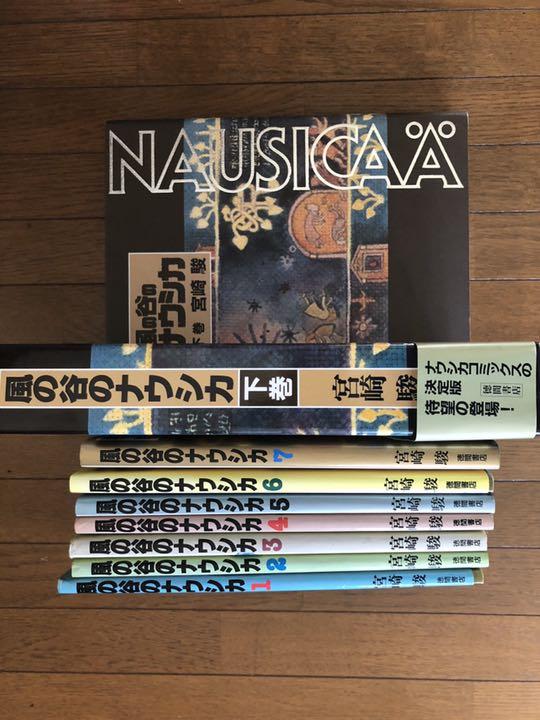 NAUSICAÄ
風の谷の
ナウシカ
下巻 宮崎 駿
風の谷のナウシカ 下巻 宮崎 駿
ナウシカコミックスの
決定版 徳間書店
待望の登場!
風の谷のナウシカ 7 宮崎 駿 徳間書店
風の谷のナウシカ 6 宮崎 駿 徳間書店
風の谷のナウシカ 5 宮崎 駿 徳間書店
風の谷のナウシカ 4 宮崎 駿 徳間書店
風の谷のナウシカ 3 宮崎 駿 徳間書店
風の谷のナウシカ 2 宮崎 駿 徳間書店
風の谷のナウシカ 1 宮崎 駿 徳間書店